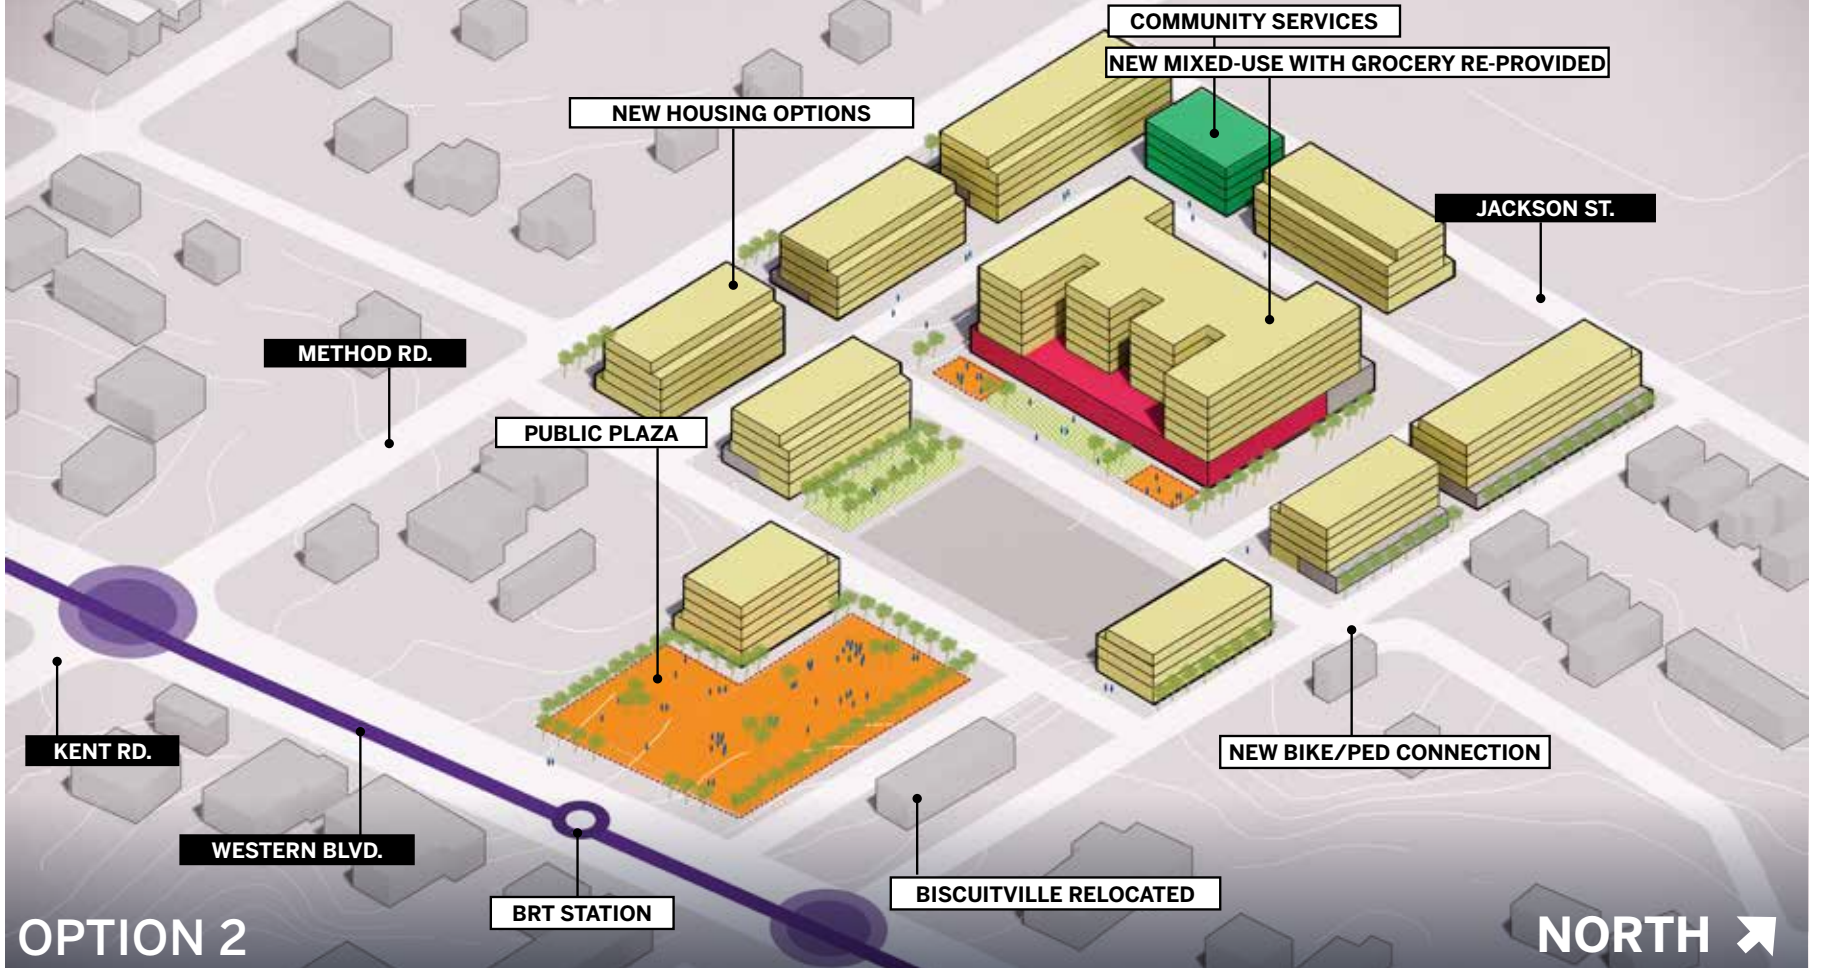 COMMUNITY SERVICES
NEW MIXED-USE WITH GROCERY RE-PROVIDED
NEW HOUSING OPTIONS
JACKSON ST.
METHOD RD.
PUBLIC PLAZA
KENT RD.
NEW BIKE/PED CONNECTION
WESTERN BLVD.
BISCUITVILLE RELOCATED
BRT STATION
OPTION 2
NORTH